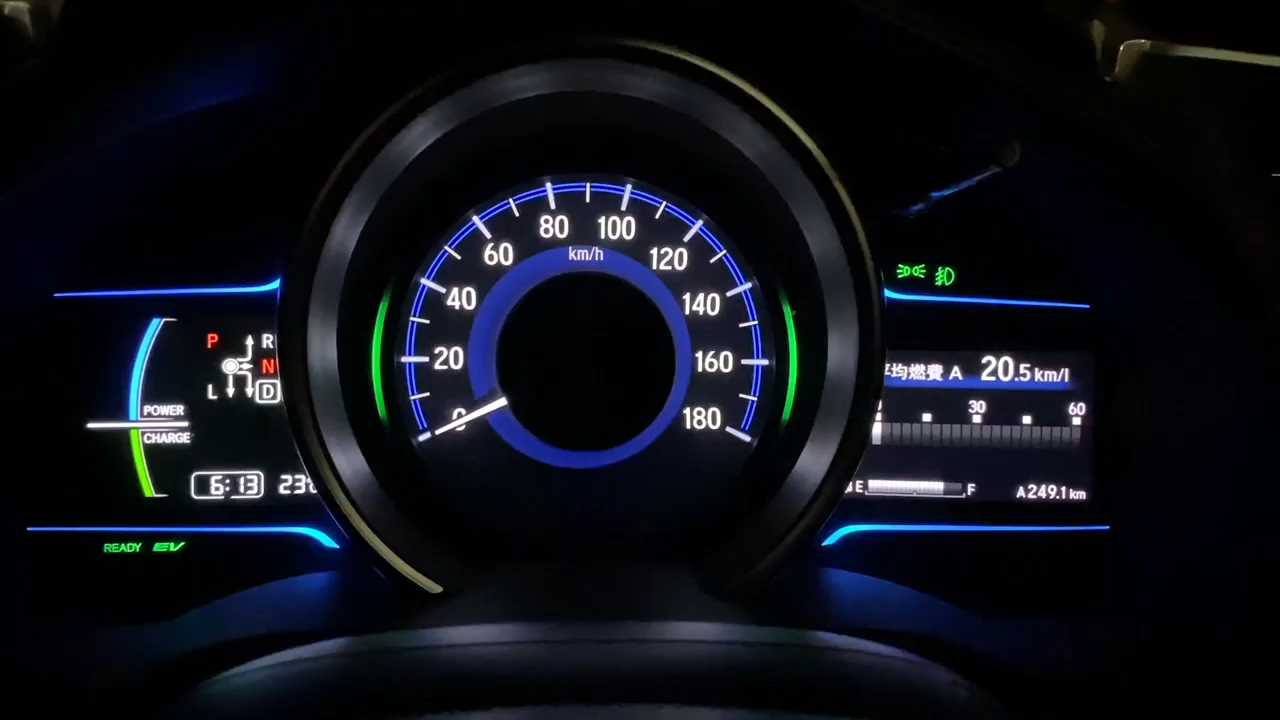 80 100
km/h
60 120
40 140
20 160
0 180
P R
N
L D
POWER
CHARGE
6:13 23
READY EV
平均燃費 A 20.5 km/l
30 60
E F
A 249.1 km